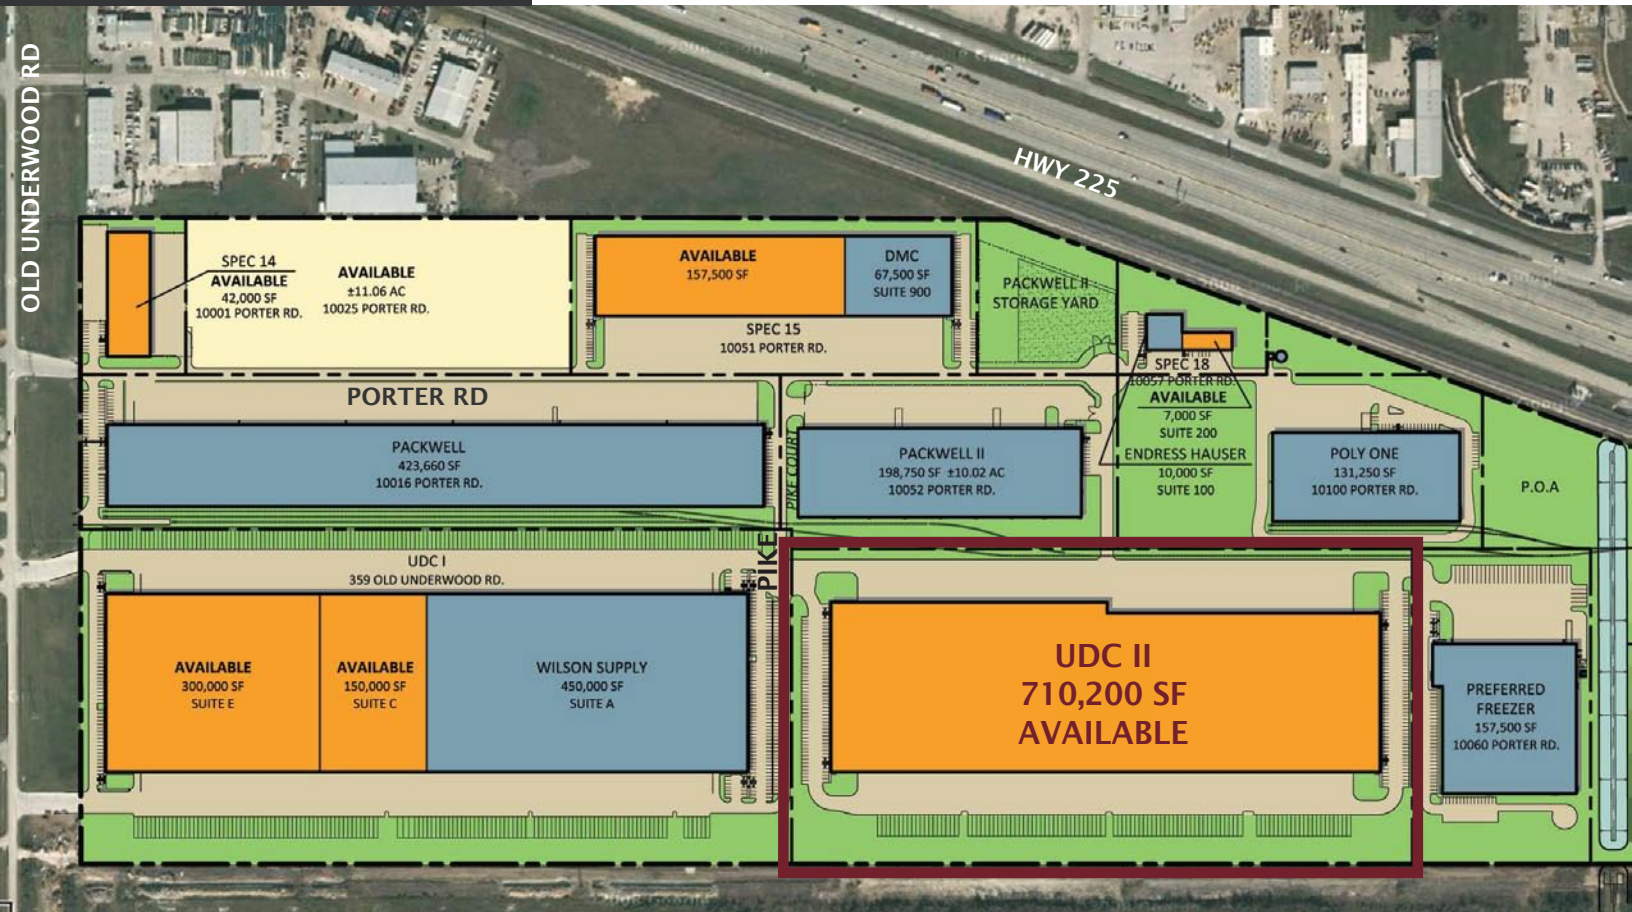 OLD UNDERWOOD RD
HWY 225
SPEC 14
AVAILABLE
42,000 SF
10001 PORTER RD.
AVAILABLE
±11.06 AC
10025 PORTER RD.
AVAILABLE
157,500 SF
DMC
67,500 SF
SUITE 900
SPEC 15
10051 PORTER RD.
PACKWELL II
STORAGE YARD
SPEC 18
10057 PORTER RD.
AVAILABLE
7,000 SF
SUITE 200
ENDRESS HAUSER
10,000 SF
SUITE 100
PORTER RD
PACKWELL
423,660 SF
10016 PORTER RD.
PIKE COURT
PACKWELL II
198,750 SF ±10.02 AC
10052 PORTER RD.
POLY ONE
131,250 SF
10100 PORTER RD.
P.O.A
UDC I
359 OLD UNDERWOOD RD.
PIKE
AVAILABLE
300,000 SF
SUITE E
AVAILABLE
150,000 SF
SUITE C
WILSON SUPPLY
450,000 SF
SUITE A
UDC II
710,200 SF
AVAILABLE
PREFERRED
FREEZER
157,500 SF
10060 PORTER RD.